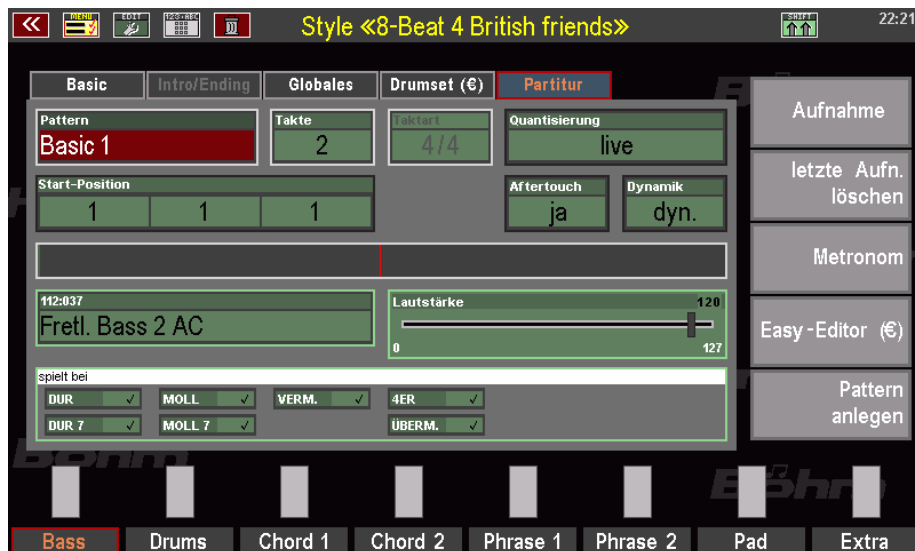 MENU EDIT 123:ABC Style «8-Beat 4 British friends» SHIFT 22:21
Basic Intro/Ending Globales Drumset (€) Partitur
Pattern Takte Taktart Quantisierung
Basic 1 2 4/4 live
Start-Position Aftertouch Dynamik
1 1 1 ja dyn.
112:037 Lautstärke 120
Fretl. Bass 2 AC
0 127
spielt bei
DUR MOLL VERM. 4ER
DUR 7 MOLL 7 ÜBERM.
Aufnahme
letzte Aufn.
löschen
Metronom
Easy-Editor (€)
Pattern
anlegen
Böhm
Böhm
Bass Drums Chord 1 Chord 2 Phrase 1 Phrase 2 Pad Extra